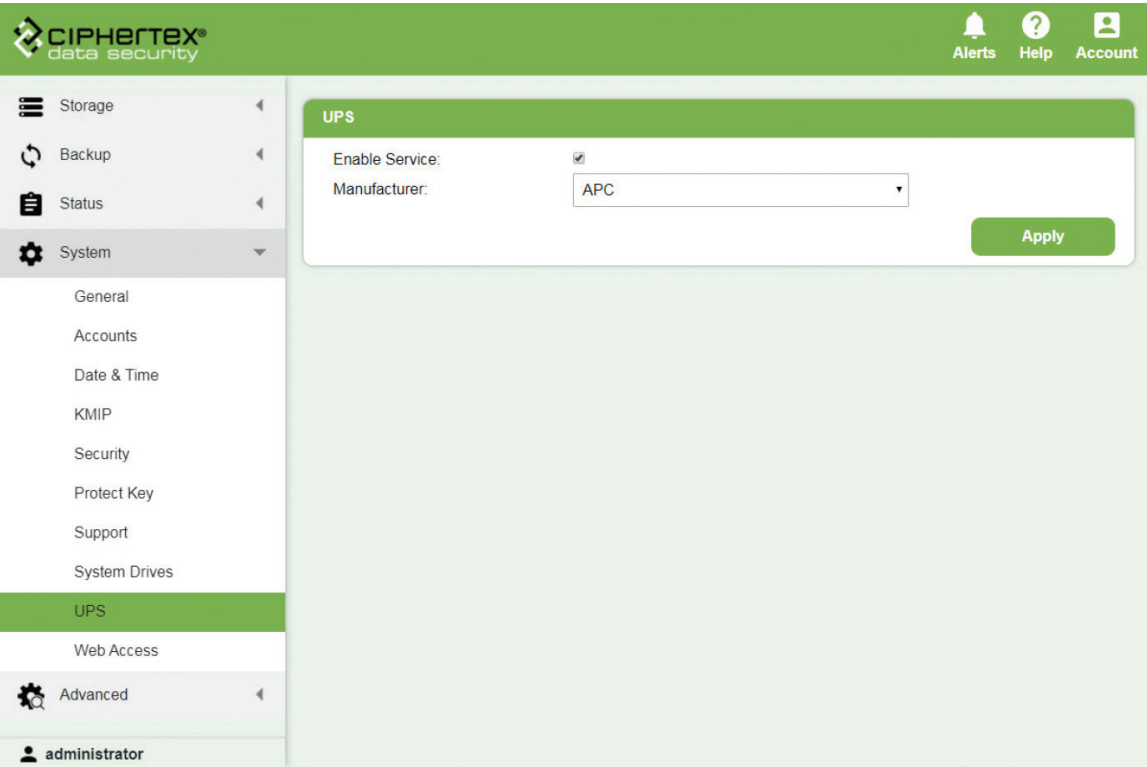 CIPHERTEX®
data security
Alerts Help Account
Storage
Backup
Status
System
General
Accounts
Date & Time
KMIP
Security
Protect Key
Support
System Drives
UPS
Web Access
Advanced
administrator
UPS
Enable Service:
Manufacturer: APC
Apply